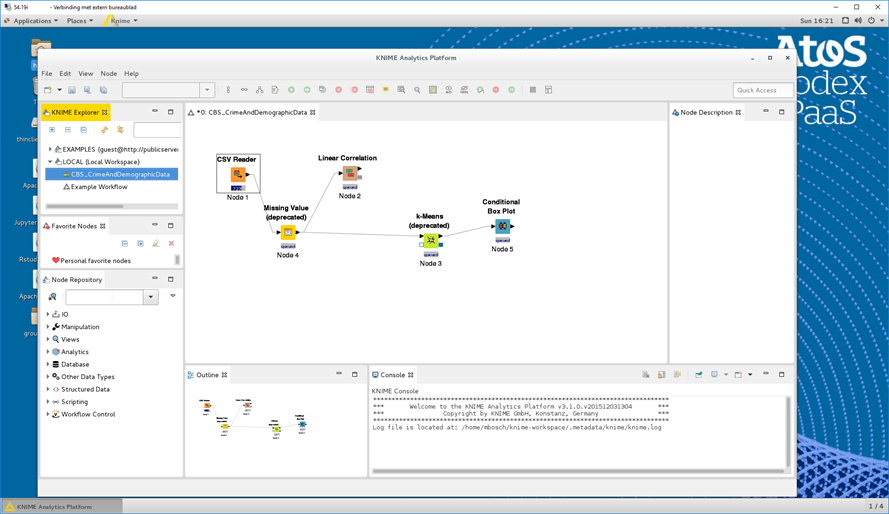 54.19‹ - Verbinding met extern bureaublad
Applications Places Knime Sun 16:21
Atos
Codex
PaaS
KNIME Analytics Platform
File Edit View Node Help
Quick Access
KNIME Explorer
EXAMPLES (guest@http://publicserver
LOCAL (Local Workspace)
CBS_CrimeAndDemographicData
Example Workflow
Favorite Nodes
Personal favorite nodes
Node Repository
IO
Manipulation
Views
Analytics
Database
Other Data Types
Structured Data
Scripting
Workflow Control
*0: CBS_CrimeAndDemographicData
CSV Reader
Node 1
Linear Correlation
queued
Node 2
Missing Value
(deprecated)
queued
Node 4
k-Means
(deprecated)
queued
Node 3
Conditional
Box Plot
queued
Node 5
Node Description
Outline
Console
KNIME Console
********************************************************************************
*** Welcome to the KNIME Analytics Platform v3.1.0.v201512031304 ***
*** Copyright by KNIME GmbH, Konstanz, Germany ***
********************************************************************************
Log file is located at: /home/mbosch/knime-workspace/.metadata/knime/knime.log
thinclie
Apac
Jupyter
Rstud
Apac
grou
KNIME Analytics Platform
1 / 4